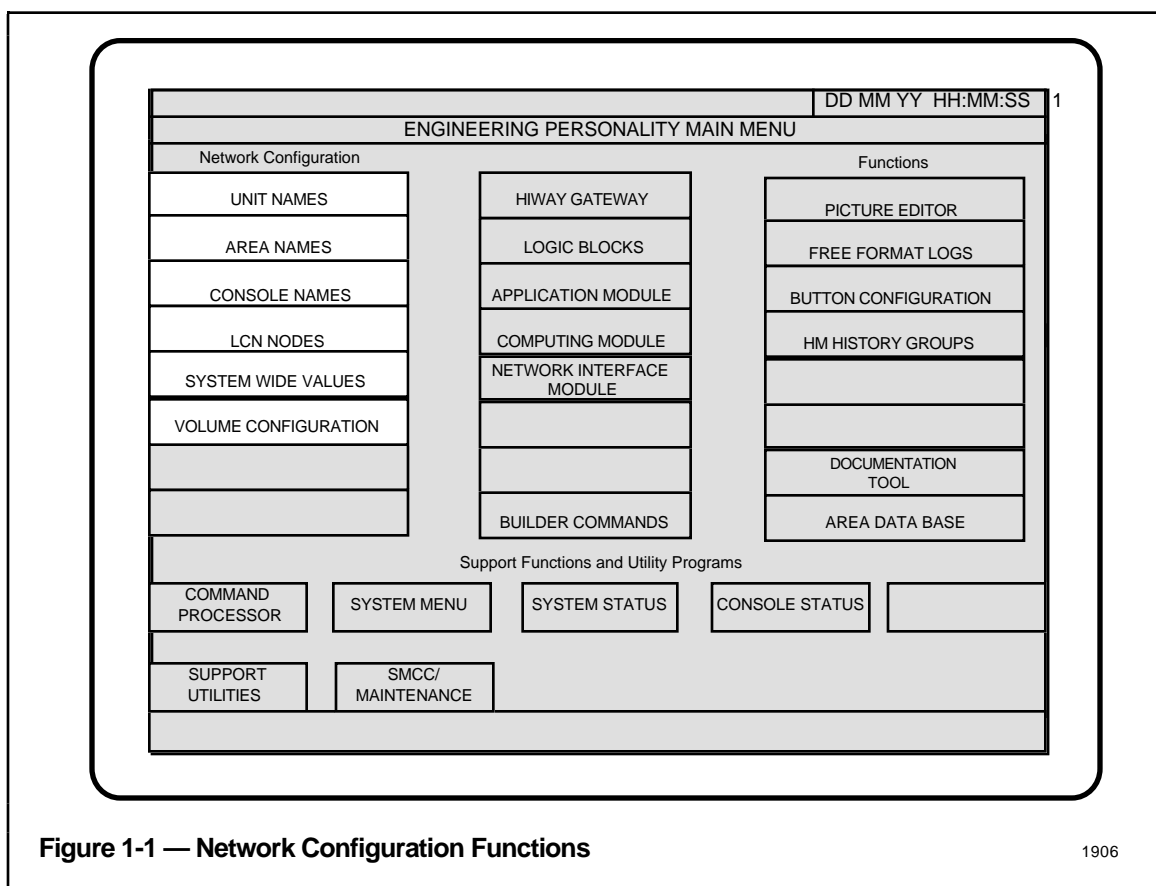 DD MM YY HH:MM:SS 1
ENGINEERING PERSONALITY MAIN MENU
Network Configuration
UNIT NAMES
AREA NAMES
CONSOLE NAMES
LCN NODES
SYSTEM WIDE VALUES
VOLUME CONFIGURATION
HIWAY GATEWAY
LOGIC BLOCKS
APPLICATION MODULE
COMPUTING MODULE
NETWORK INTERFACE
MODULE
BUILDER COMMANDS
Functions
PICTURE EDITOR
FREE FORMAT LOGS
BUTTON CONFIGURATION
HM HISTORY GROUPS
DOCUMENTATION
TOOL
AREA DATA BASE
Support Functions and Utility Programs
COMMAND
PROCESSOR
SYSTEM MENU
SYSTEM STATUS
CONSOLE STATUS
SUPPORT
UTILITIES
SMCC/
MAINTENANCE
Figure 1-1 — Network Configuration Functions
1906